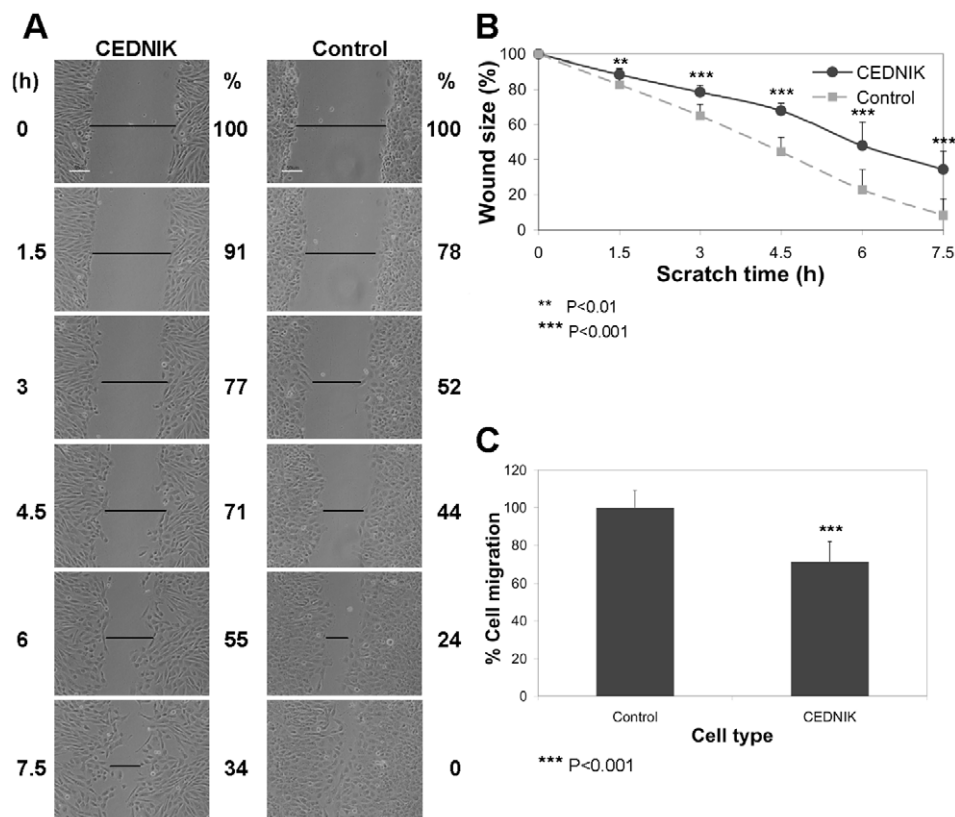 A
CEDNIK Control
(h) % %
0 100 100
1.5 91 78
3 77 52
4.5 71 44
6 55 24
7.5 34 0
B
Wound size (%)
100
80
60
40
20
0
** *** *** *** ***
CEDNIK
Control
0 1.5 3 4.5 6 7.5
Scratch time (h)
** P<0.01
*** P<0.001
C
% Cell migration
120
100
80
60
40
20
0
***
Control CEDNIK
Cell type
*** P<0.001